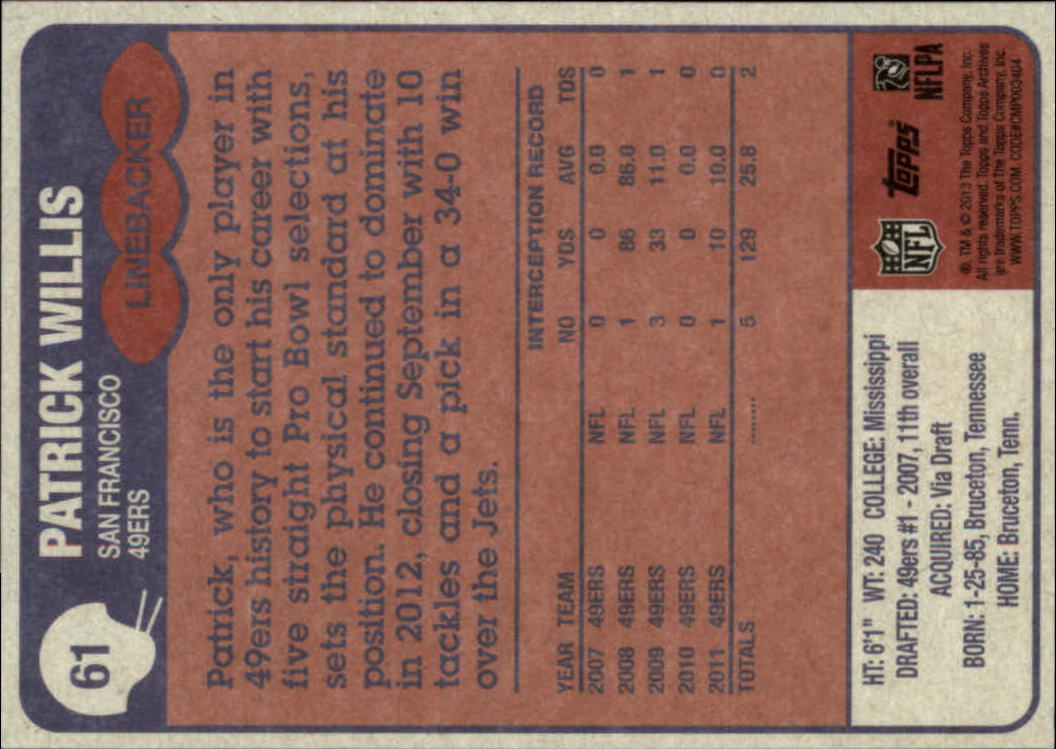 61
PATRICK WILLIS
SAN FRANCISCO
49ERS
LINEBACKER
Patrick, who is the only player in
49ers history to start his career with
five straight Pro Bowl selections,
sets the physical standard at his
position. He continued to dominate
in 2012, closing September with 10
tackles and a pick in a 34-0 win
over the Jets.
INTERCEPTION RECORD
YEAR TEAM NO YDS AVG TDS
2007 49ERS NFL 0 0 0.0 0
2008 49ERS NFL 1 86 86.0 1
2009 49ERS NFL 3 33 11.0 1
2010 49ERS NFL 0 0 0.0 0
2011 49ERS NFL 1 10 10.0 0
TOTALS ........ 5 129 25.8 2
HT: 6'1" WT: 240 COLLEGE: Mississippi
DRAFTED: 49ers #1 - 2007, 11th overall
ACQUIRED: Via Draft
BORN: 1-25-85, Bruceton, Tennessee
HOME: Bruceton, Tenn.
NFL
Topps®
NFLPA
®, TM & © 2013 The Topps Company, Inc.
All rights reserved. Topps and Topps Archives
are trademarks of The Topps Company, Inc.
WWW.TOPPS.COM. CODE#CMP003404